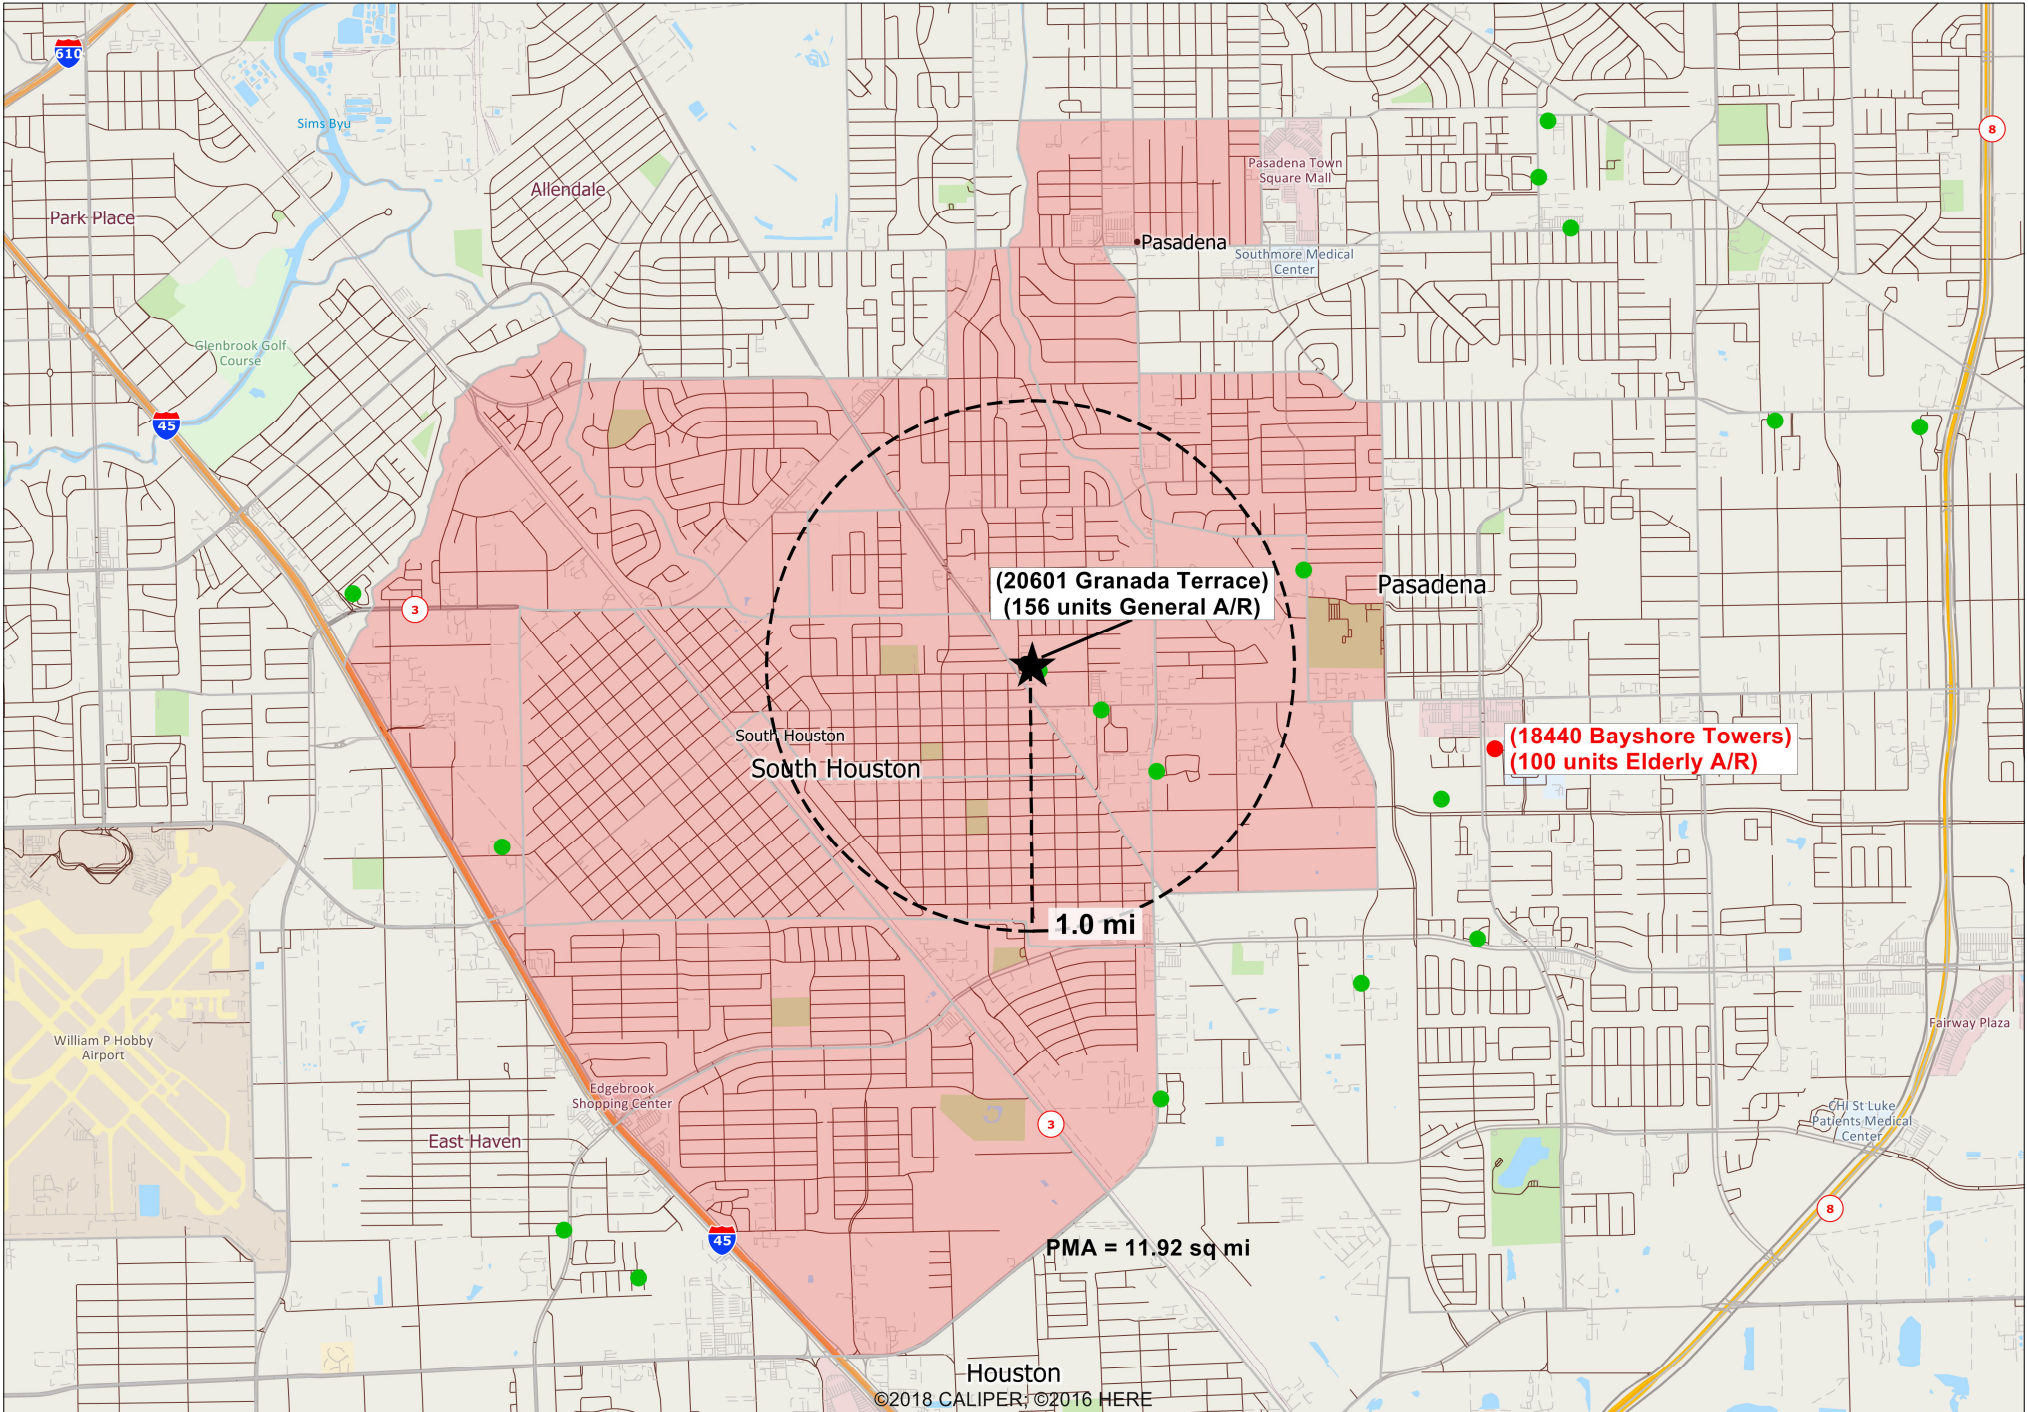 610
8
Sims Byu
Pasadena Town
Square Mall
Allendale
Park Place
Pasadena
Southmore Medical
Center
Glenbrook Golf
Course
45
(20601 Granada Terrace)
(156 units General A/R)
Pasadena
3
South Houston
South Houston
(18440 Bayshore Towers)
(100 units Elderly A/R)
1.0 mi
William P Hobby
Airport
Fairway Plaza
Edgebrook
Shopping Center
CHI St Luke
Patients Medical
Center
3
East Haven
8
45
PMA = 11.92 sq mi
Houston
©2018 CALIPER; ©2016 HERE